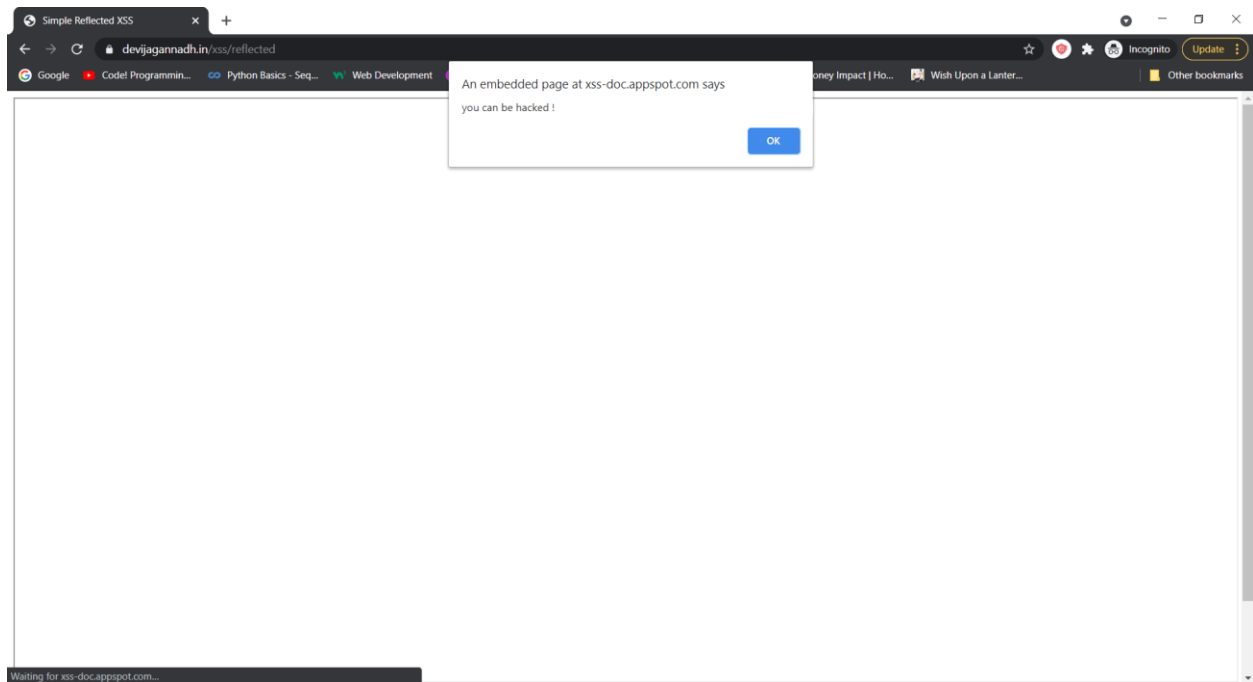 Simple Reflected XSS
devijagannadh.in/xss/reflected
Incognito
Update
Google
Code! Programmin...
Python Basics - Seq...
Web Development
oney Impact | Ho...
Wish Upon a Lanter...
Other bookmarks
An embedded page at xss-doc.appspot.com says
you can be hacked !
OK
Waiting for xss-doc.appspot.com...